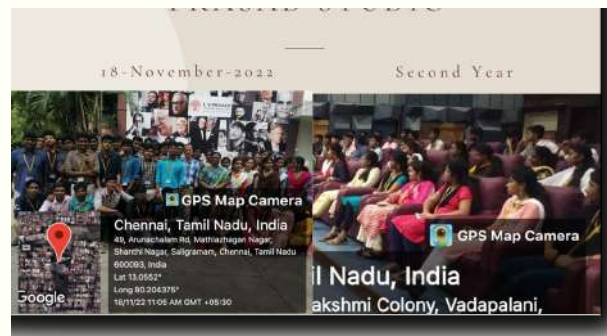 PRASAD STUDIO
18-November-2022
Second Year
GPS Map Camera
Chennai, Tamil Nadu, India
49, Arunachalam Rd, Mathiazhagan Nagar,
Shanthi Nagar, Saligramam, Chennai, Tamil Nadu
600093, India
Lat 13.0552°
Long 80.204375°
18/11/22 11:05 AM GMT +05:30
Google
GPS Map Camera
il Nadu, India
akshmi Colony, Vadapalani,